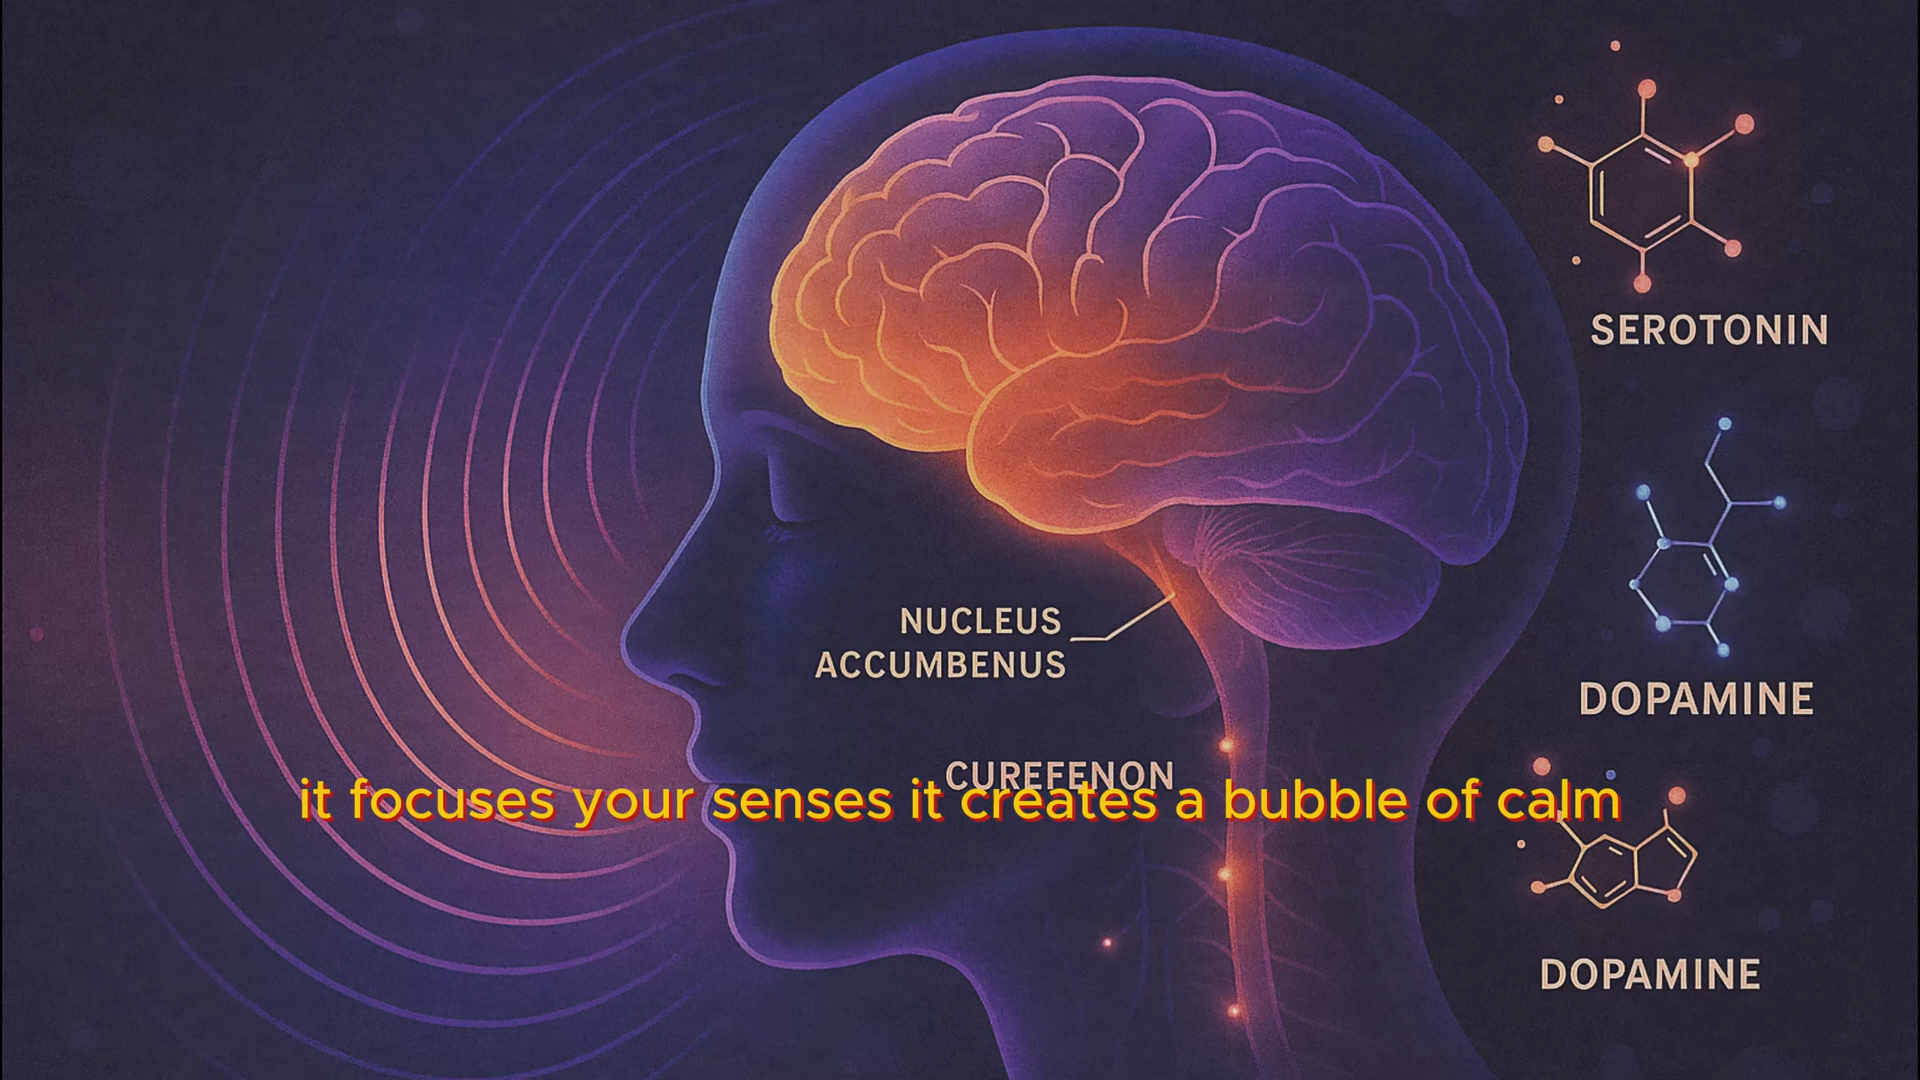 SEROTONIN
NUCLEUS
ACCUMBENUS
DOPAMINE
CUREFENON
it focuses your senses it creates a bubble of calm
DOPAMINE